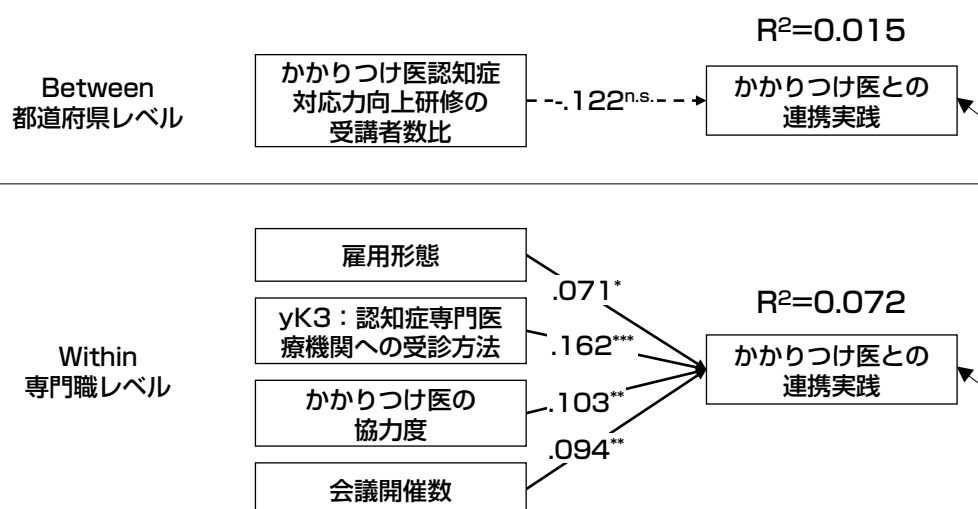 R²=0.015
Between
都道府県レベル
かかりつけ医認知症
対応力向上研修の
受講者数比
-.122n.s.
かかりつけ医との
連携実践
雇用形態
.071*
R²=0.072
yK3：認知症専門医
療機関への受診方法
.162***
Within
専門職レベル
かかりつけ医との
連携実践
かかりつけ医の
協力度
.103**
.094**
会議開催数